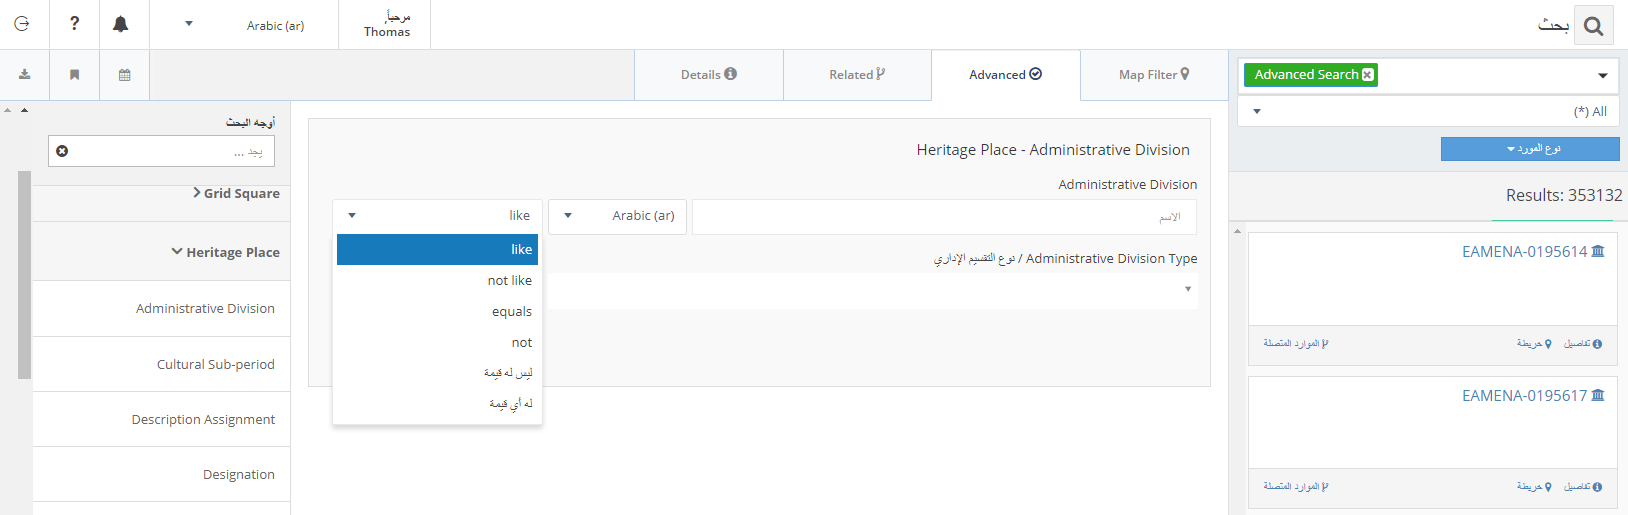 بحث
مرحباً,
Thomas
Arabic (ar)
?
Map Filter
Advanced
Related
Details
Advanced Search
All (*)
نوع المورد
Results: 353132
EAMENA-0195614
تفاصيل
خريطة
الموارد المتصلة
EAMENA-0195617
تفاصيل
خريطة
الموارد المتصلة
Heritage Place - Administrative Division
Administrative Division
الاسم
Arabic (ar)
like
like
not like
equals
not
ليس له قيمة
له أي قيمة
Administrative Division Type / نوع التقسيم الإداري
أوجه البحث
يجد ...
Grid Square
Heritage Place
Administrative Division
Cultural Sub-period
Description Assignment
Designation